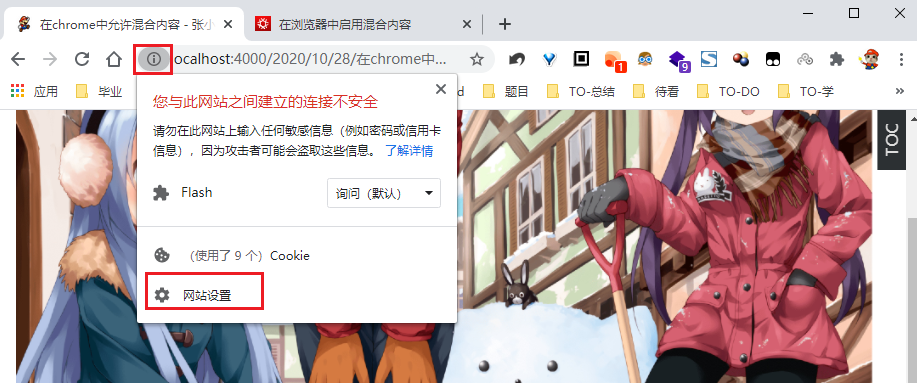 在chrome中允许混合内容 - 张小
在浏览器中启用混合内容
localhost:4000/2020/10/28/在chrome中...
1
9
应用
毕业
d
题目
TO-总结
待看
TO-DO
TO-学
您与此网站之间建立的连接不安全
请勿在此网站上输入任何敏感信息（例如密码或信用卡
信息），因为攻击者可能会盗取这些信息。 了解详情
Flash
询问（默认）
（使用了 9 个）Cookie
网站设置
TOC